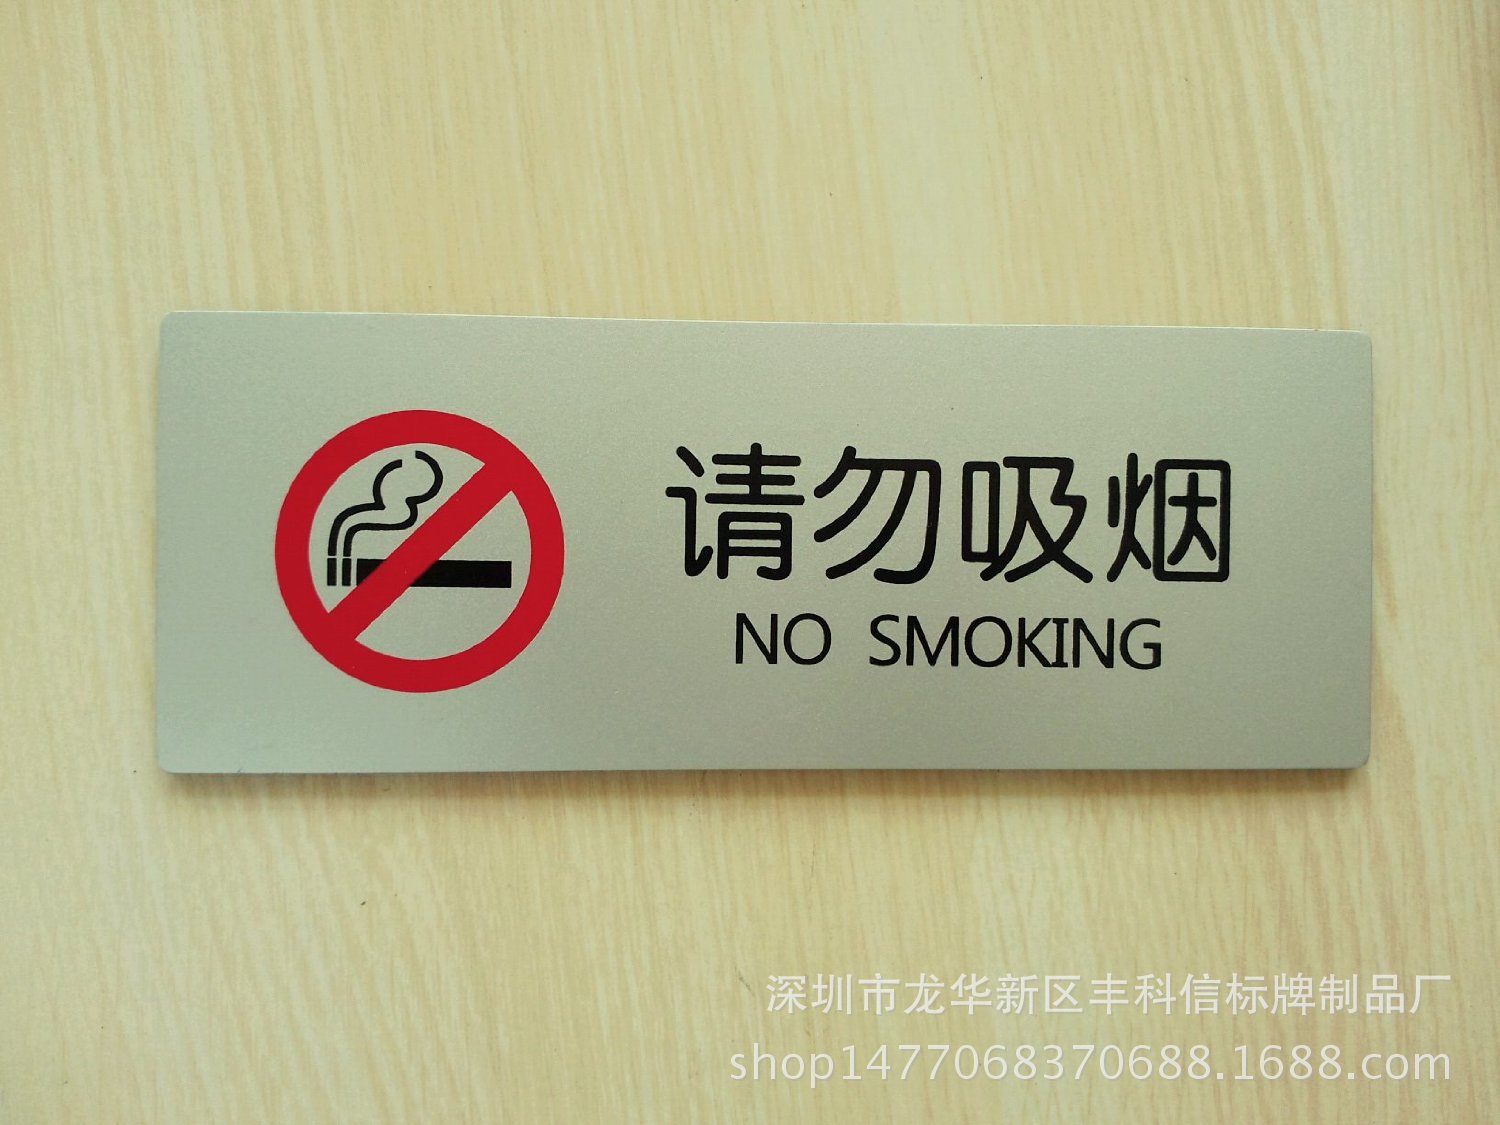 请勿吸烟
NO SMOKING
深圳市龙华新区丰科信标牌制品厂
shop1477068370688.1688.com